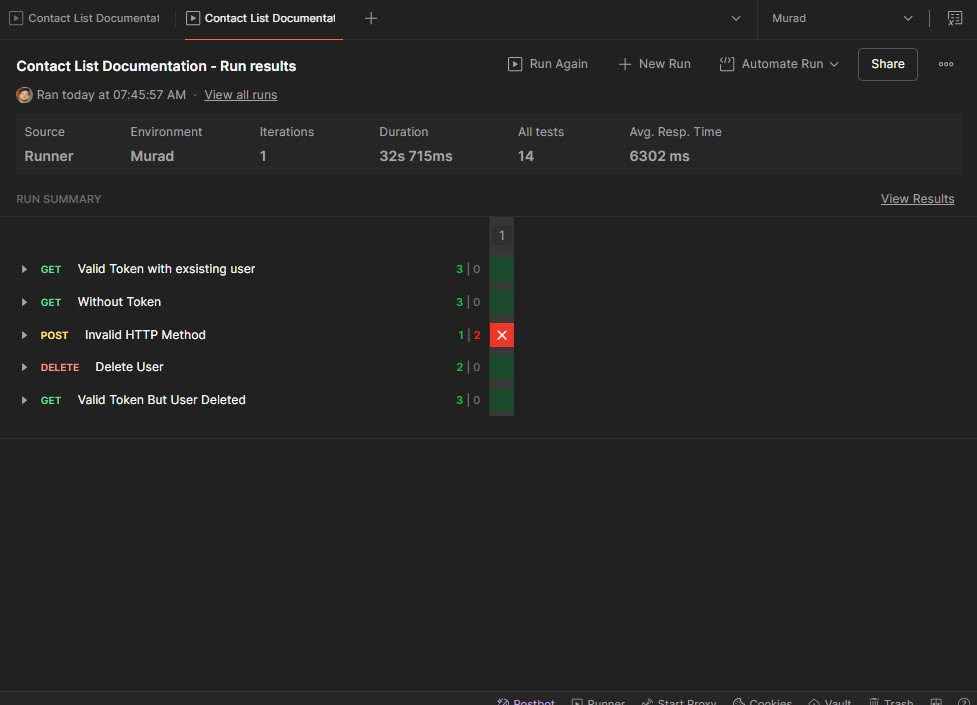 Contact List Documentat
Contact List Documentat
Murad
Contact List Documentation - Run results
Run Again
New Run
Automate Run
Share
Ran today at 07:45:57 AM · View all runs
Source Environment Iterations Duration All tests Avg. Resp. Time
Runner Murad 1 32s 715ms 14 6302 ms
RUN SUMMARY View Results
1
GET Valid Token with exsisting user 3 | 0
GET Without Token 3 | 0
POST Invalid HTTP Method 1 | 2
DELETE Delete User 2 | 0
GET Valid Token But User Deleted 3 | 0
Postbot Runner Start Proxy Cookies Vault Trash